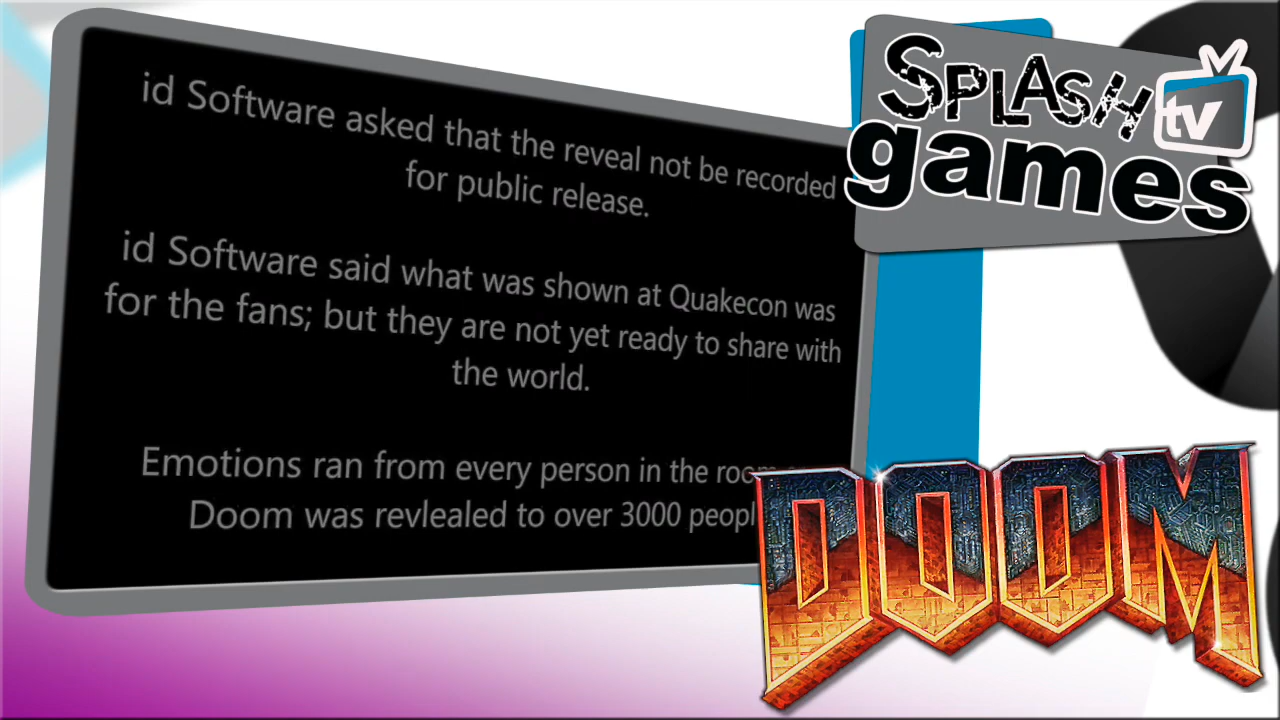 id Software asked that the reveal not be recorded
for public release.
id Software said what was shown at Quakecon was
for the fans; but they are not yet ready to share with
the world.
Emotions ran from every person in the
Doom was revlealed to over 3000
SPLASH
tv
games
DOOM